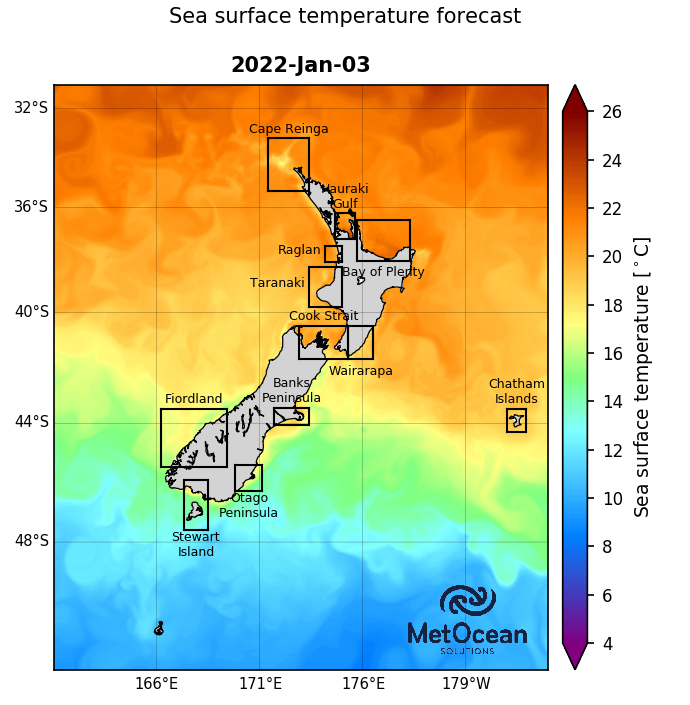 Sea surface temperature forecast
2022-Jan-03
32°S
36°S
40°S
44°S
48°S
Cape Reinga
Hauraki
Gulf
Raglan
Bay of Plenty
Taranaki
Cook Strait
Wairarapa
Banks
Peninsula
Chatham
Islands
Fiordland
Otago
Peninsula
Stewart
Island
MetOcean
SOLUTIONS
166°E
171°E
176°E
179°W
26
24
22
20
18
16
14
12
10
8
6
4
Sea surface temperature [°C]